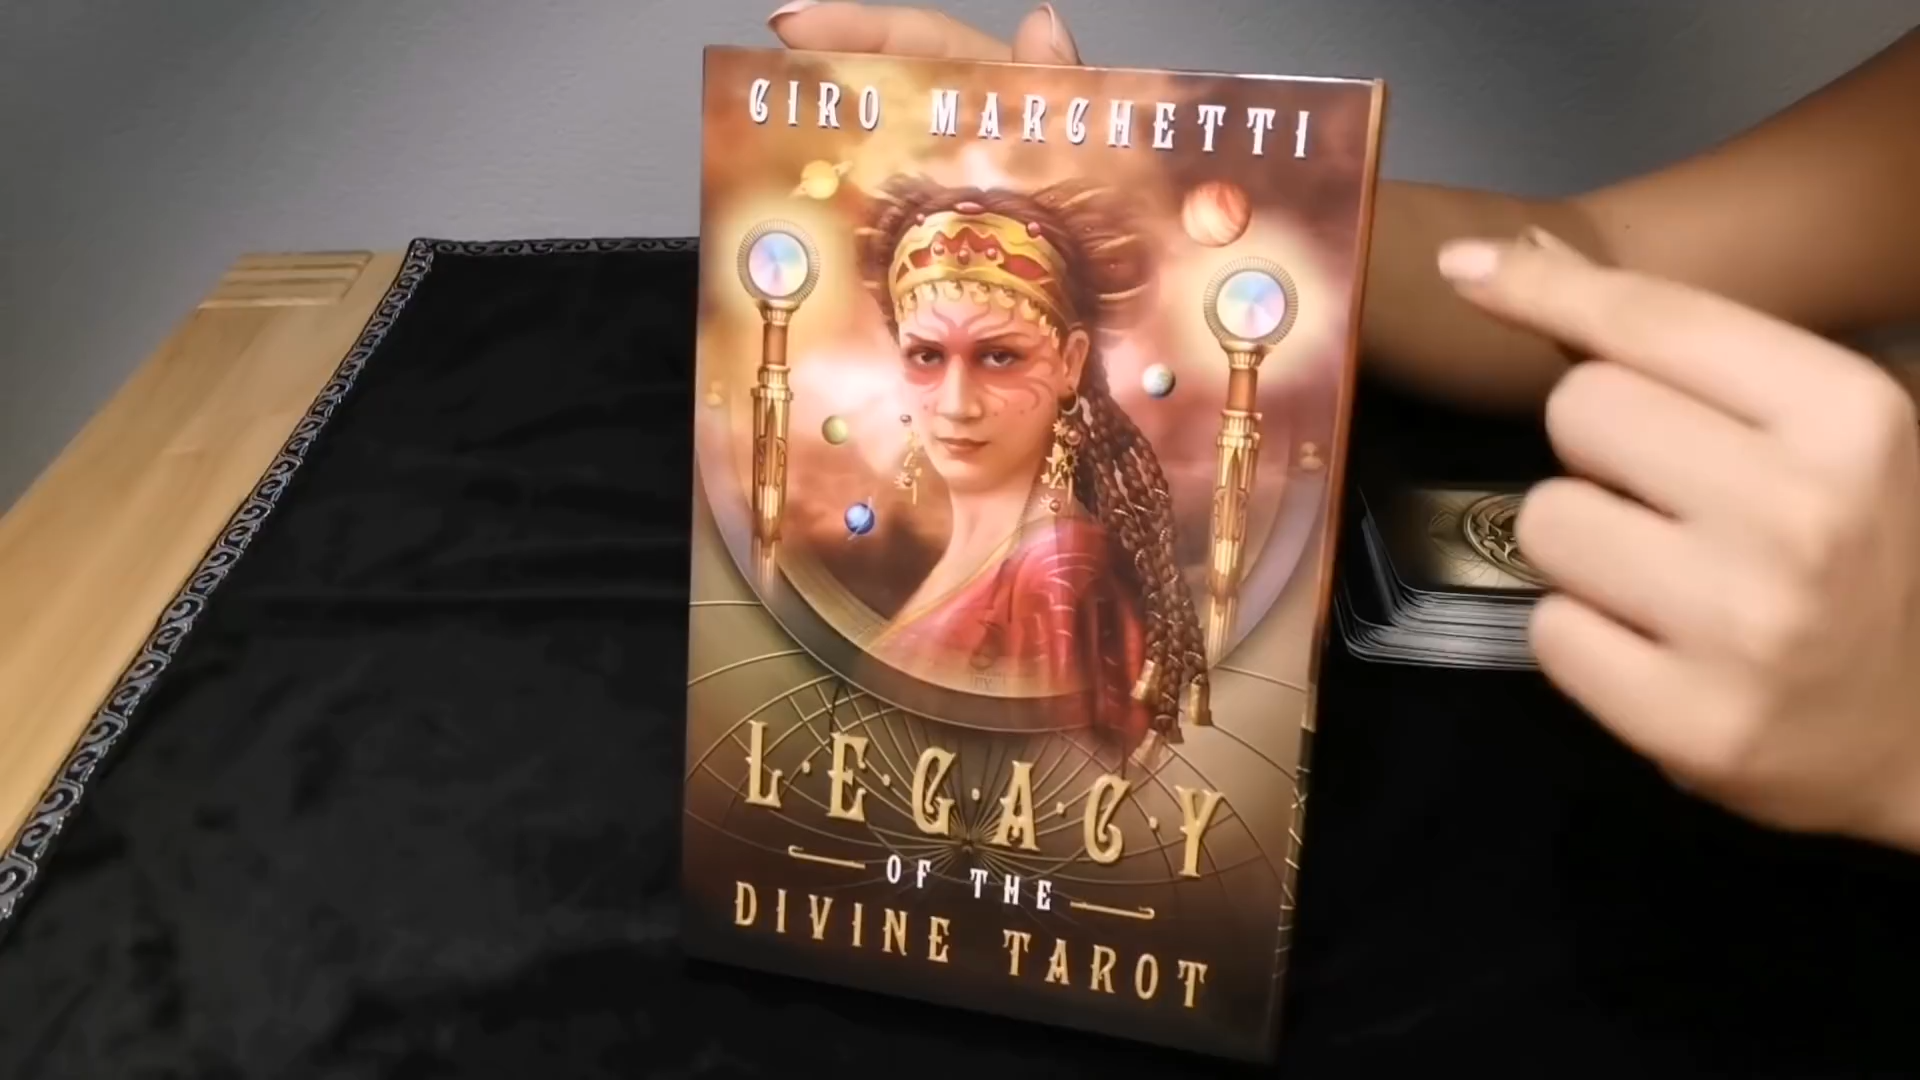 CIRO MARCHETTI
LEGACY
OF THE
DIVINE TAROT